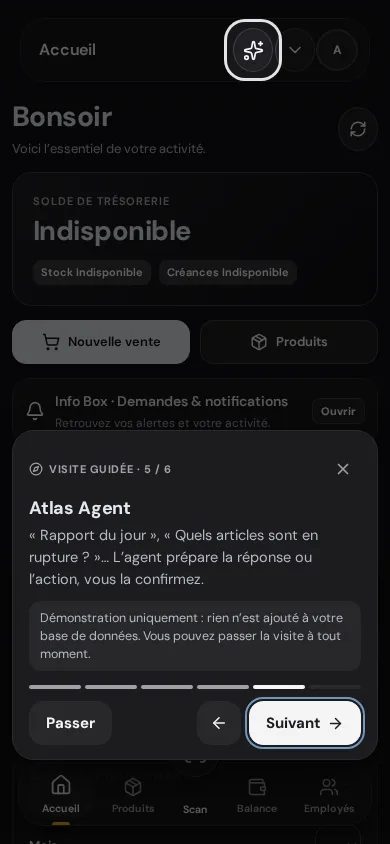 Accueil
A
Bonsoir
Voici l’essentiel de votre activité.
SOLDE DE TRÉSORERIE
Indisponible
Stock Indisponible
Créances Indisponible
Nouvelle vente
Produits
Info Box · Demandes & notifications
Retrouvez vos alertes et votre activité.
Ouvrir
VISITE GUIDÉE · 5 / 6
Atlas Agent
« Rapport du jour », « Quels articles sont en
rupture ? »… L’agent prépare la réponse ou
l’action, vous la confirmez.
Démonstration uniquement : rien n’est ajouté à votre
base de données. Vous pouvez passer la visite à tout
moment.
Passer
Suivant
Accueil
Produits
Scan
Balance
Employés